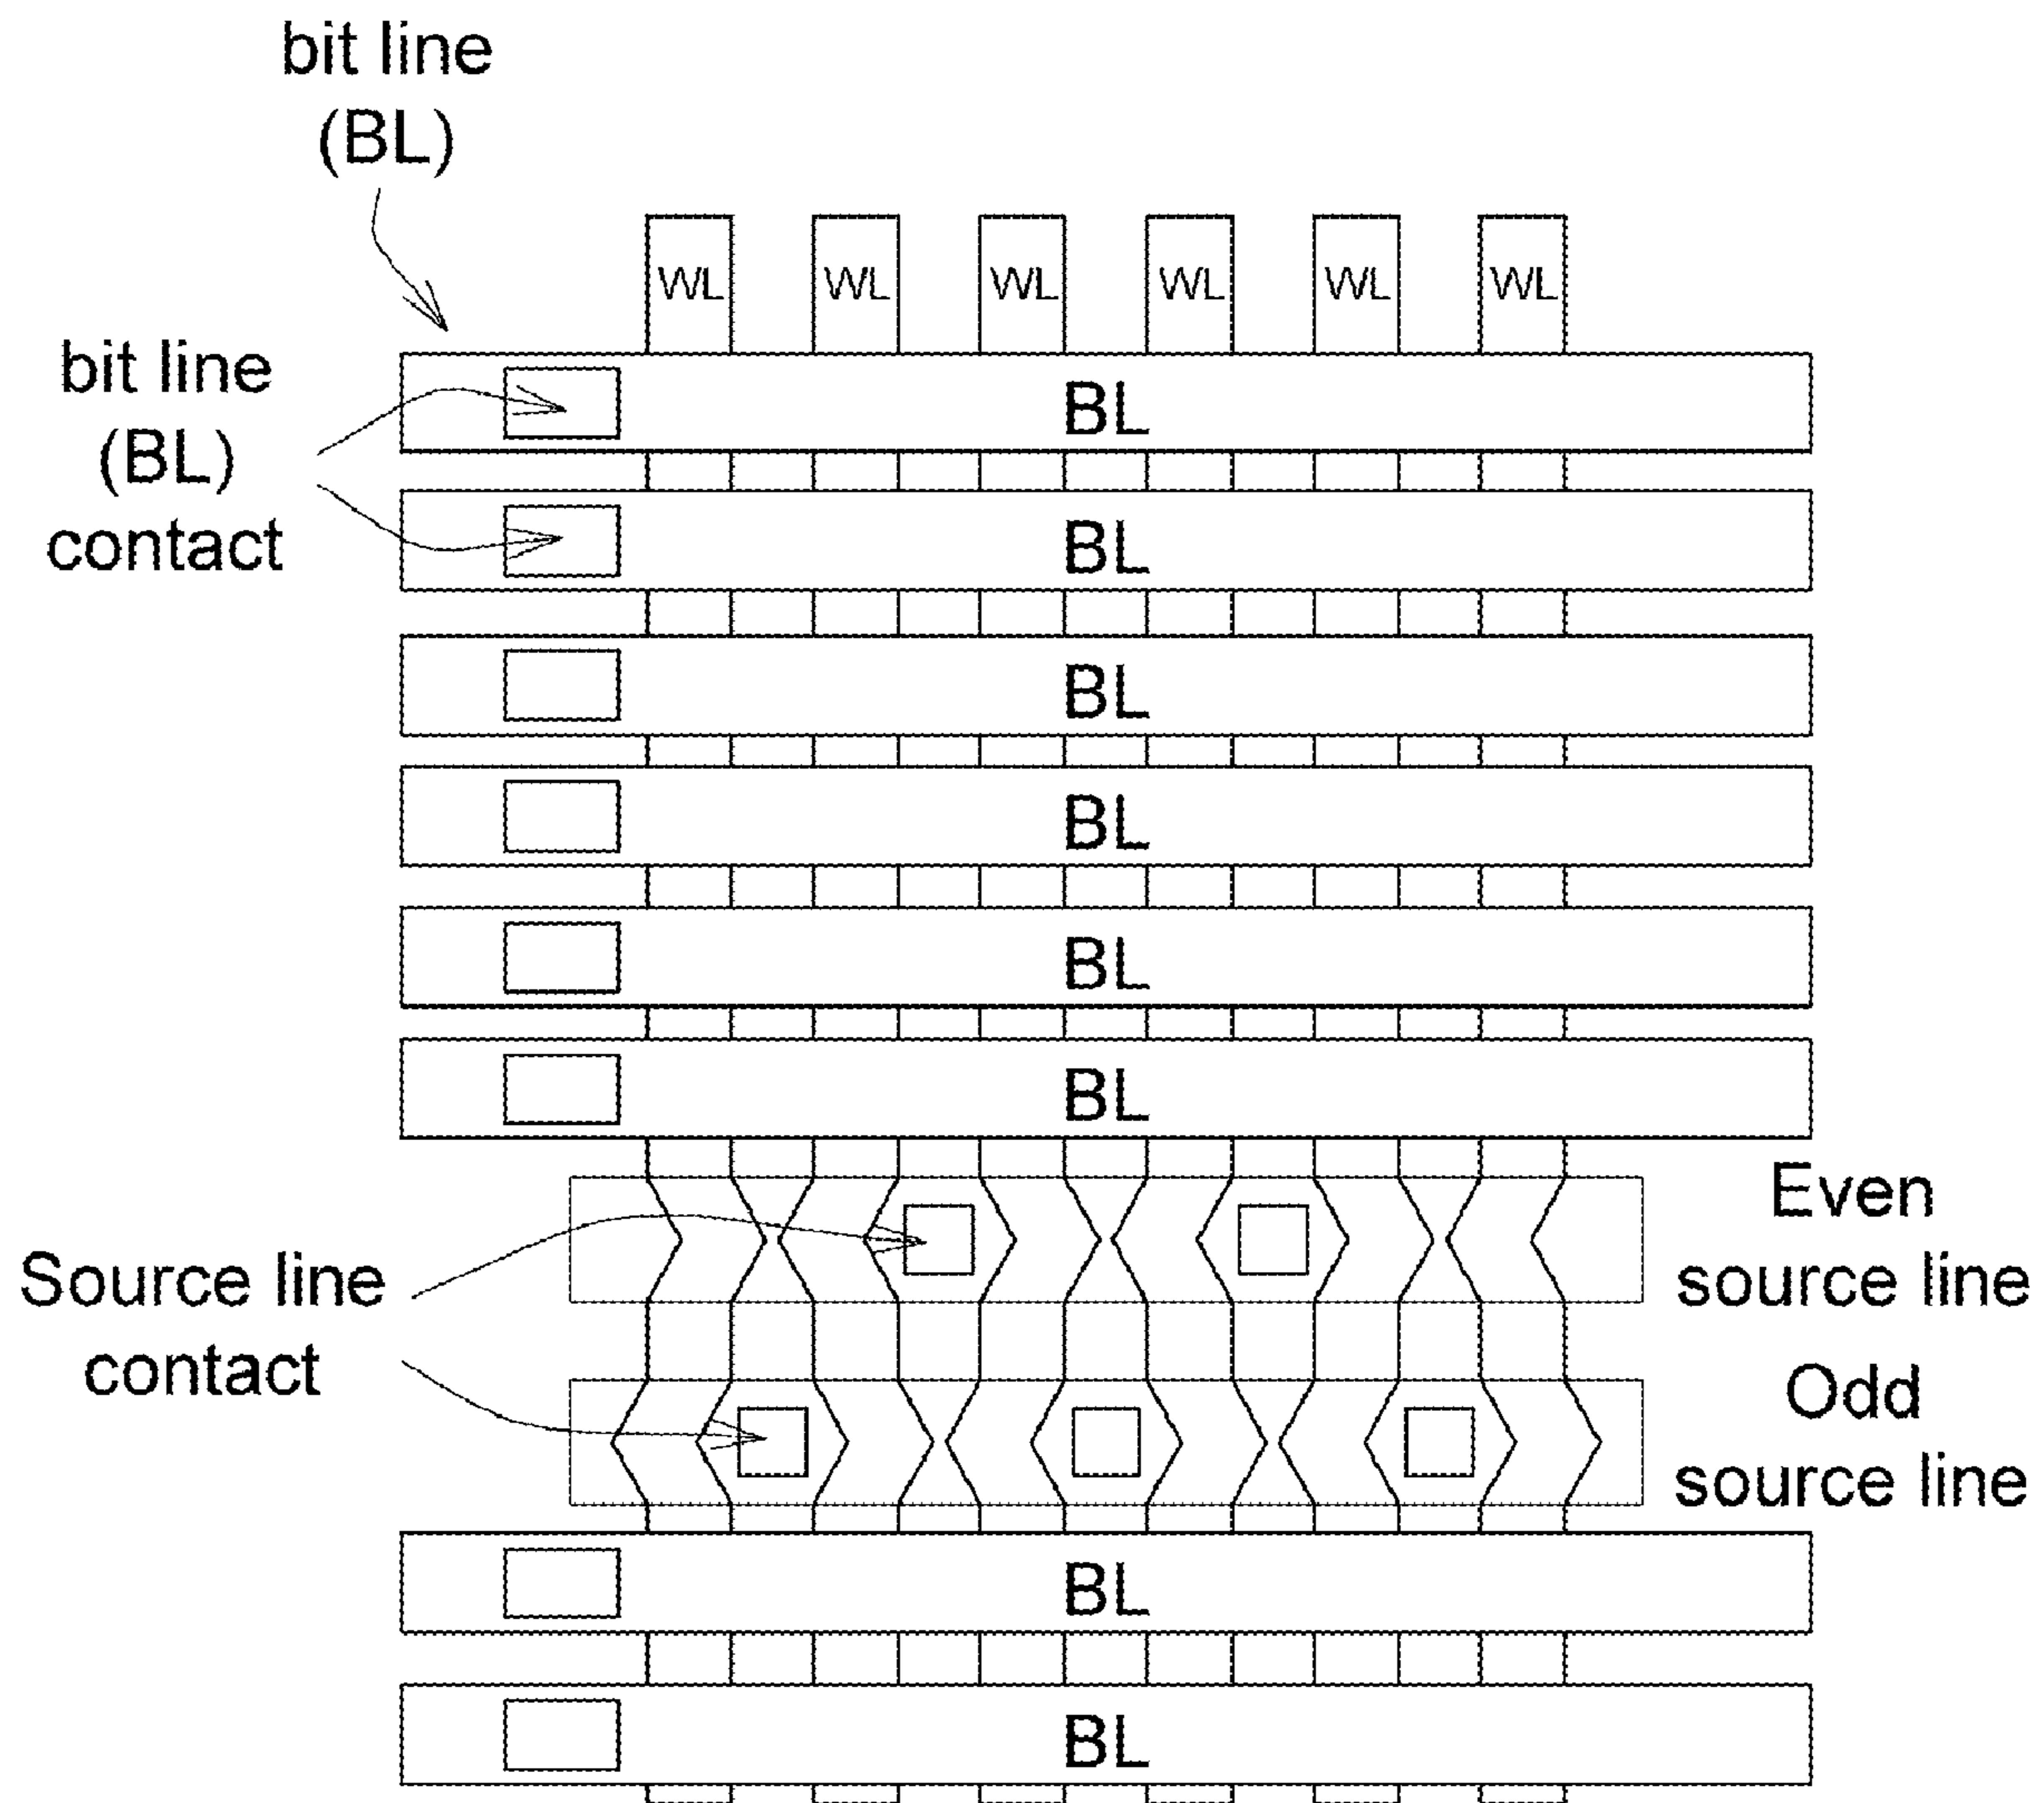 bit line
(BL)
WL WL WL WL WL WL
bit line
(BL)
contact
BL
BL
BL
BL
BL
BL
Even
source line
Source line
contact
Odd
source line
BL
BL